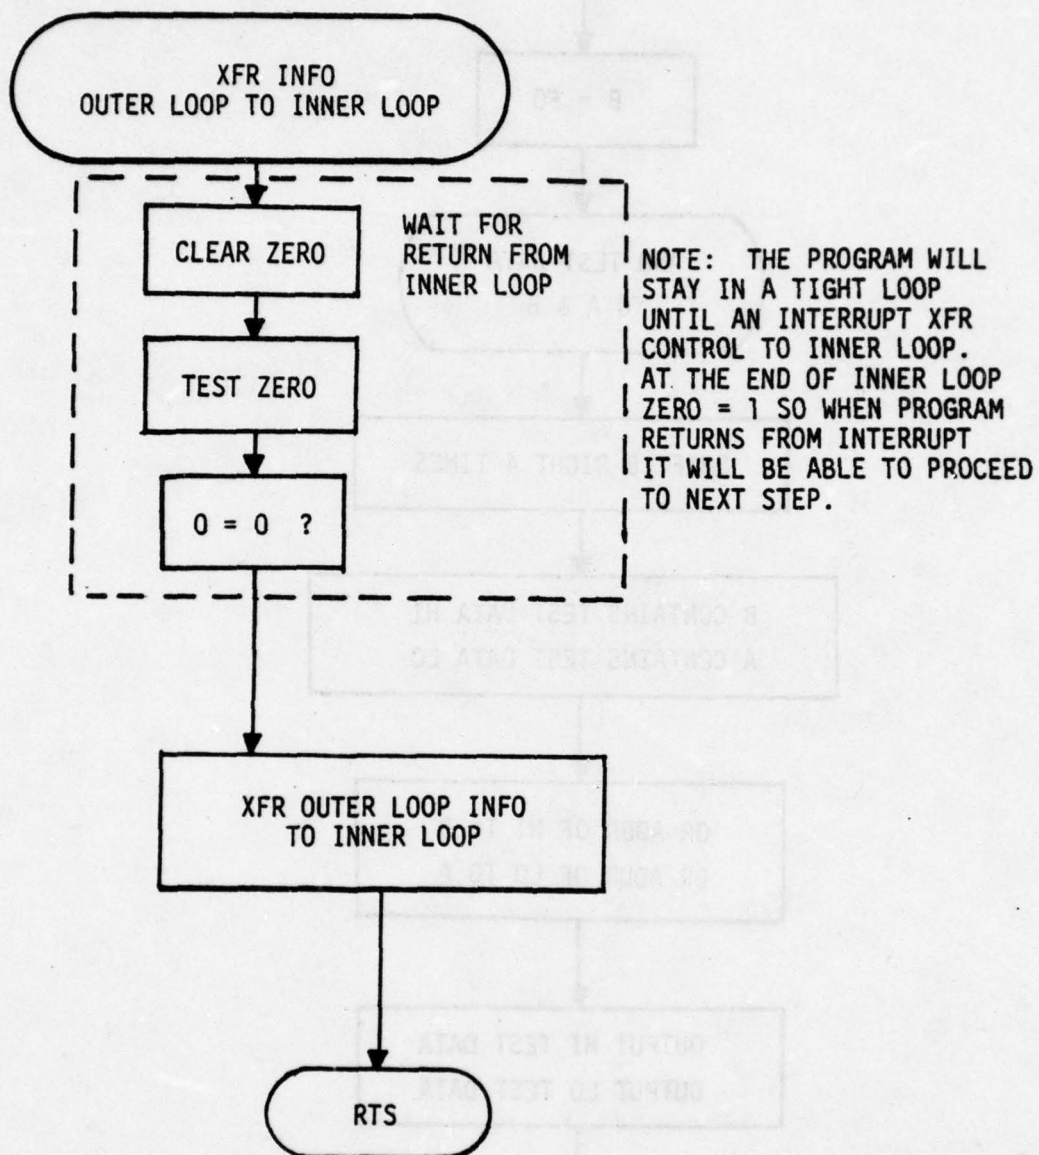 XFR INFO
OUTER LOOP TO INNER LOOP
CLEAR ZERO
WAIT FOR
RETURN FROM
INNER LOOP
TEST ZERO
0 = 0 ?
NOTE: THE PROGRAM WILL
STAY IN A TIGHT LOOP
UNTIL AN INTERRUPT XFR
CONTROL TO INNER LOOP.
AT THE END OF INNER LOOP
ZERO = 1 SO WHEN PROGRAM
RETURNS FROM INTERRUPT
IT WILL BE ABLE TO PROCEED
TO NEXT STEP.
XFR OUTER LOOP INFO
TO INNER LOOP
RTS